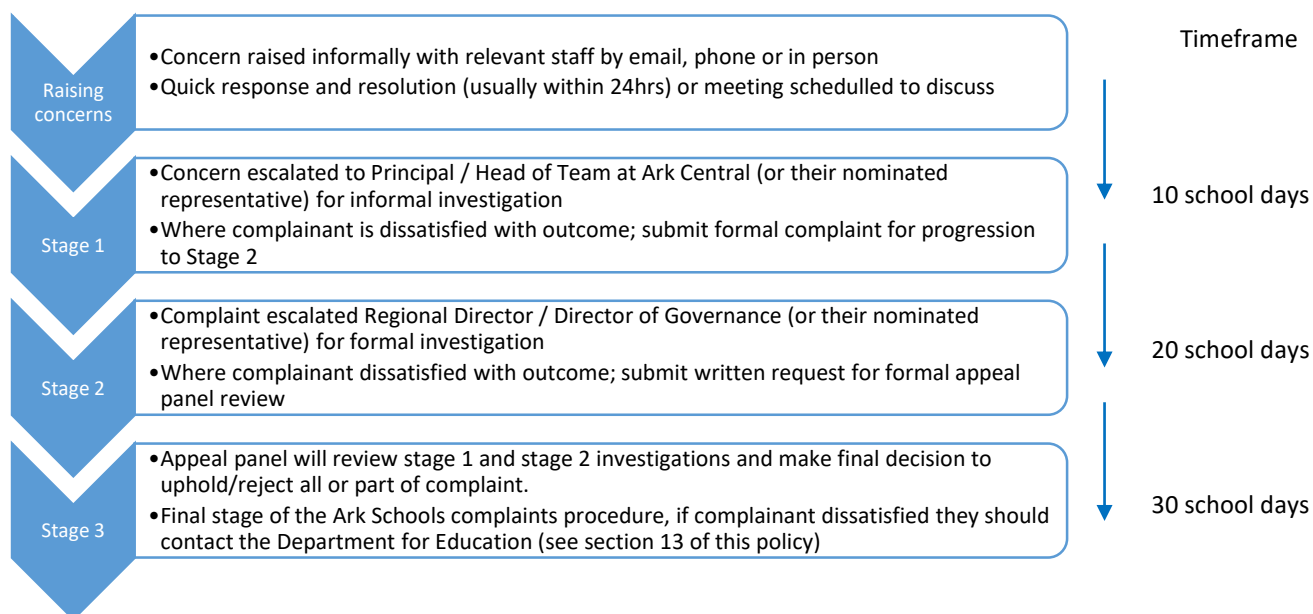 Timeframe
Raising
concerns
•Concern raised informally with relevant staff by email, phone or in person
•Quick response and resolution (usually within 24hrs) or meeting schedulled to discuss
Stage 1
•Concern escalated to Principal / Head of Team at Ark Central (or their nominated
representative) for informal investigation
•Where complainant is dissatisfied with outcome; submit formal complaint for progression
to Stage 2
10 school days
Stage 2
•Complaint escalated Regional Director / Director of Governance (or their nominated
representative) for formal investigation
•Where complainant dissatisfied with outcome; submit written request for formal appeal
panel review
20 school days
Stage 3
•Appeal panel will review stage 1 and stage 2 investigations and make final decision to
uphold/reject all or part of complaint.
•Final stage of the Ark Schools complaints procedure, if complainant dissatisfied they should
contact the Department for Education (see section 13 of this policy)
30 school days